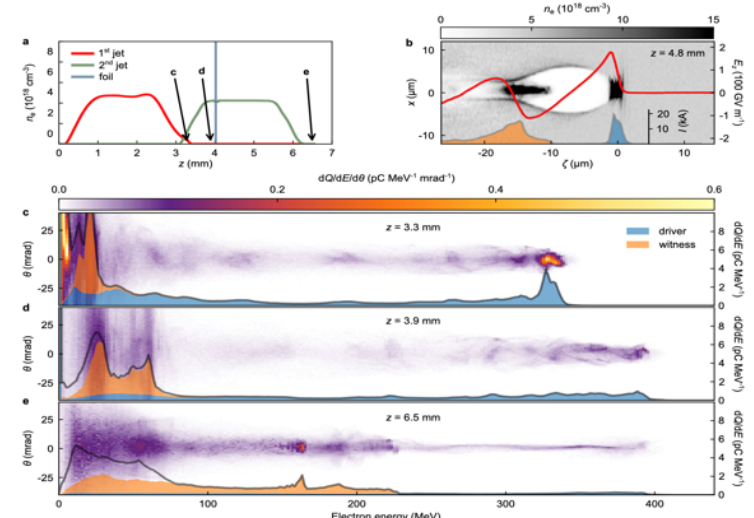 nₑ (10¹⁸ cm⁻³)
0 5 10 15
a
1ˢᵗ jet
2ⁿᵈ jet
foil
c d e
nₑ (10¹⁸ cm⁻³)
8
6
4
2
0
0 1 2 3 4 5 6 7
z (mm)
b
z = 4.8 mm
x (μm)
10
0
-10
E_z (100 GV m⁻¹)
2
1
0
-1
-2
20
10
I (kA)
-20 -10 0 10
ζ (μm)
dQ/dE/dθ (pC MeV⁻¹ mrad⁻¹)
0.0 0.2 0.4 0.6
c
z = 3.3 mm
driver
witness
θ (mrad)
25
0
-25
dQ/dE (pC MeV⁻¹)
8
6
4
2
0
d
z = 3.9 mm
θ (mrad)
25
0
-25
dQ/dE (pC MeV⁻¹)
8
6
4
2
0
e
z = 6.5 mm
θ (mrad)
25
0
-25
dQ/dE (pC MeV⁻¹)
8
6
4
2
0
0 100 200 300 400
Electron energy (MeV)